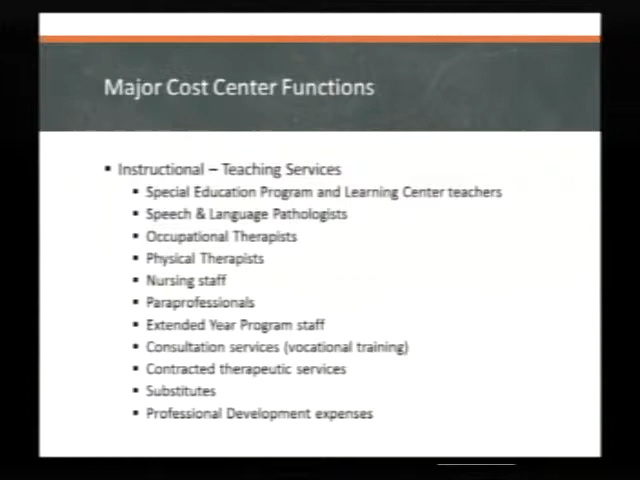 Major Cost Center Functions
▪ Instructional – Teaching Services
▪ Special Education Program and Learning Center teachers
▪ Speech & Language Pathologists
▪ Occupational Therapists
▪ Physical Therapists
▪ Nursing staff
▪ Paraprofessionals
▪ Extended Year Program staff
▪ Consultation services (vocational training)
▪ Contracted therapeutic services
▪ Substitutes
▪ Professional Development expenses